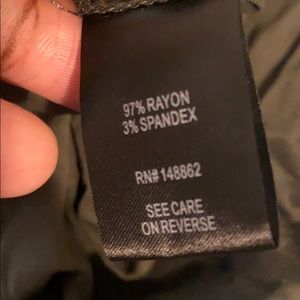 97% RAYON
3% SPANDEX
RN# 148862
SEE CARE
ON REVERSE